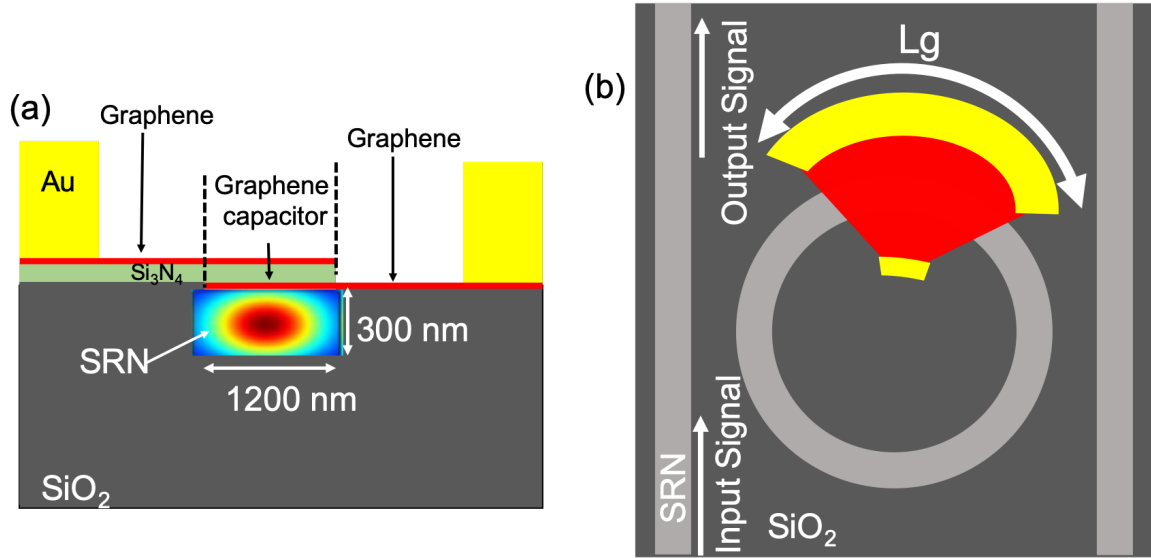 (a)
Graphene
Graphene
Au
Graphene
capacitor
Si₃N₄
300 nm
SRN
1200 nm
SiO₂
(b)
Lg
Output Signal
Input Signal
SRN
SiO₂